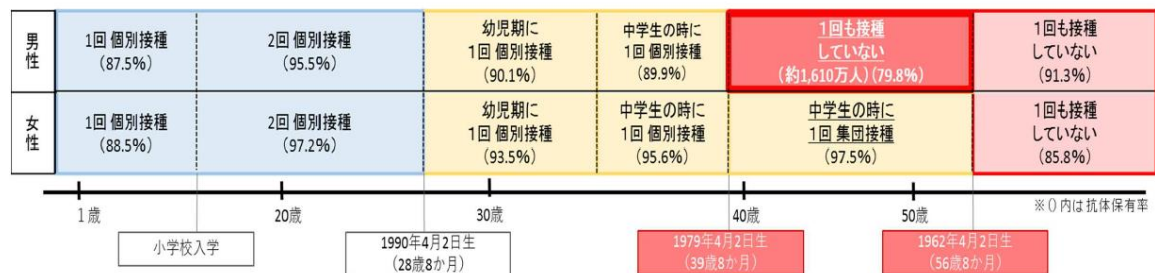 男性
1回 個別接種
(87.5%)
2回 個別接種
(95.5%)
幼児期に
1回 個別接種
(90.1%)
中学生の時に
1回 個別接種
(89.9%)
1回も接種
していない
(約1,610万人)(79.8%)
1回も接種
していない
(91.3%)
女性
1回 個別接種
(88.5%)
2回 個別接種
(97.2%)
幼児期に
1回 個別接種
(93.5%)
中学生の時に
1回 個別接種
(95.6%)
中学生の時に
1回 集団接種
(97.5%)
1回も接種
していない
(85.8%)
1歳
20歳
30歳
40歳
50歳
※()内は抗体保有率
小学校入学
1990年4月2日生
(28歳8か月)
1979年4月2日生
(39歳8か月)
1962年4月2日生
(56歳8か月)